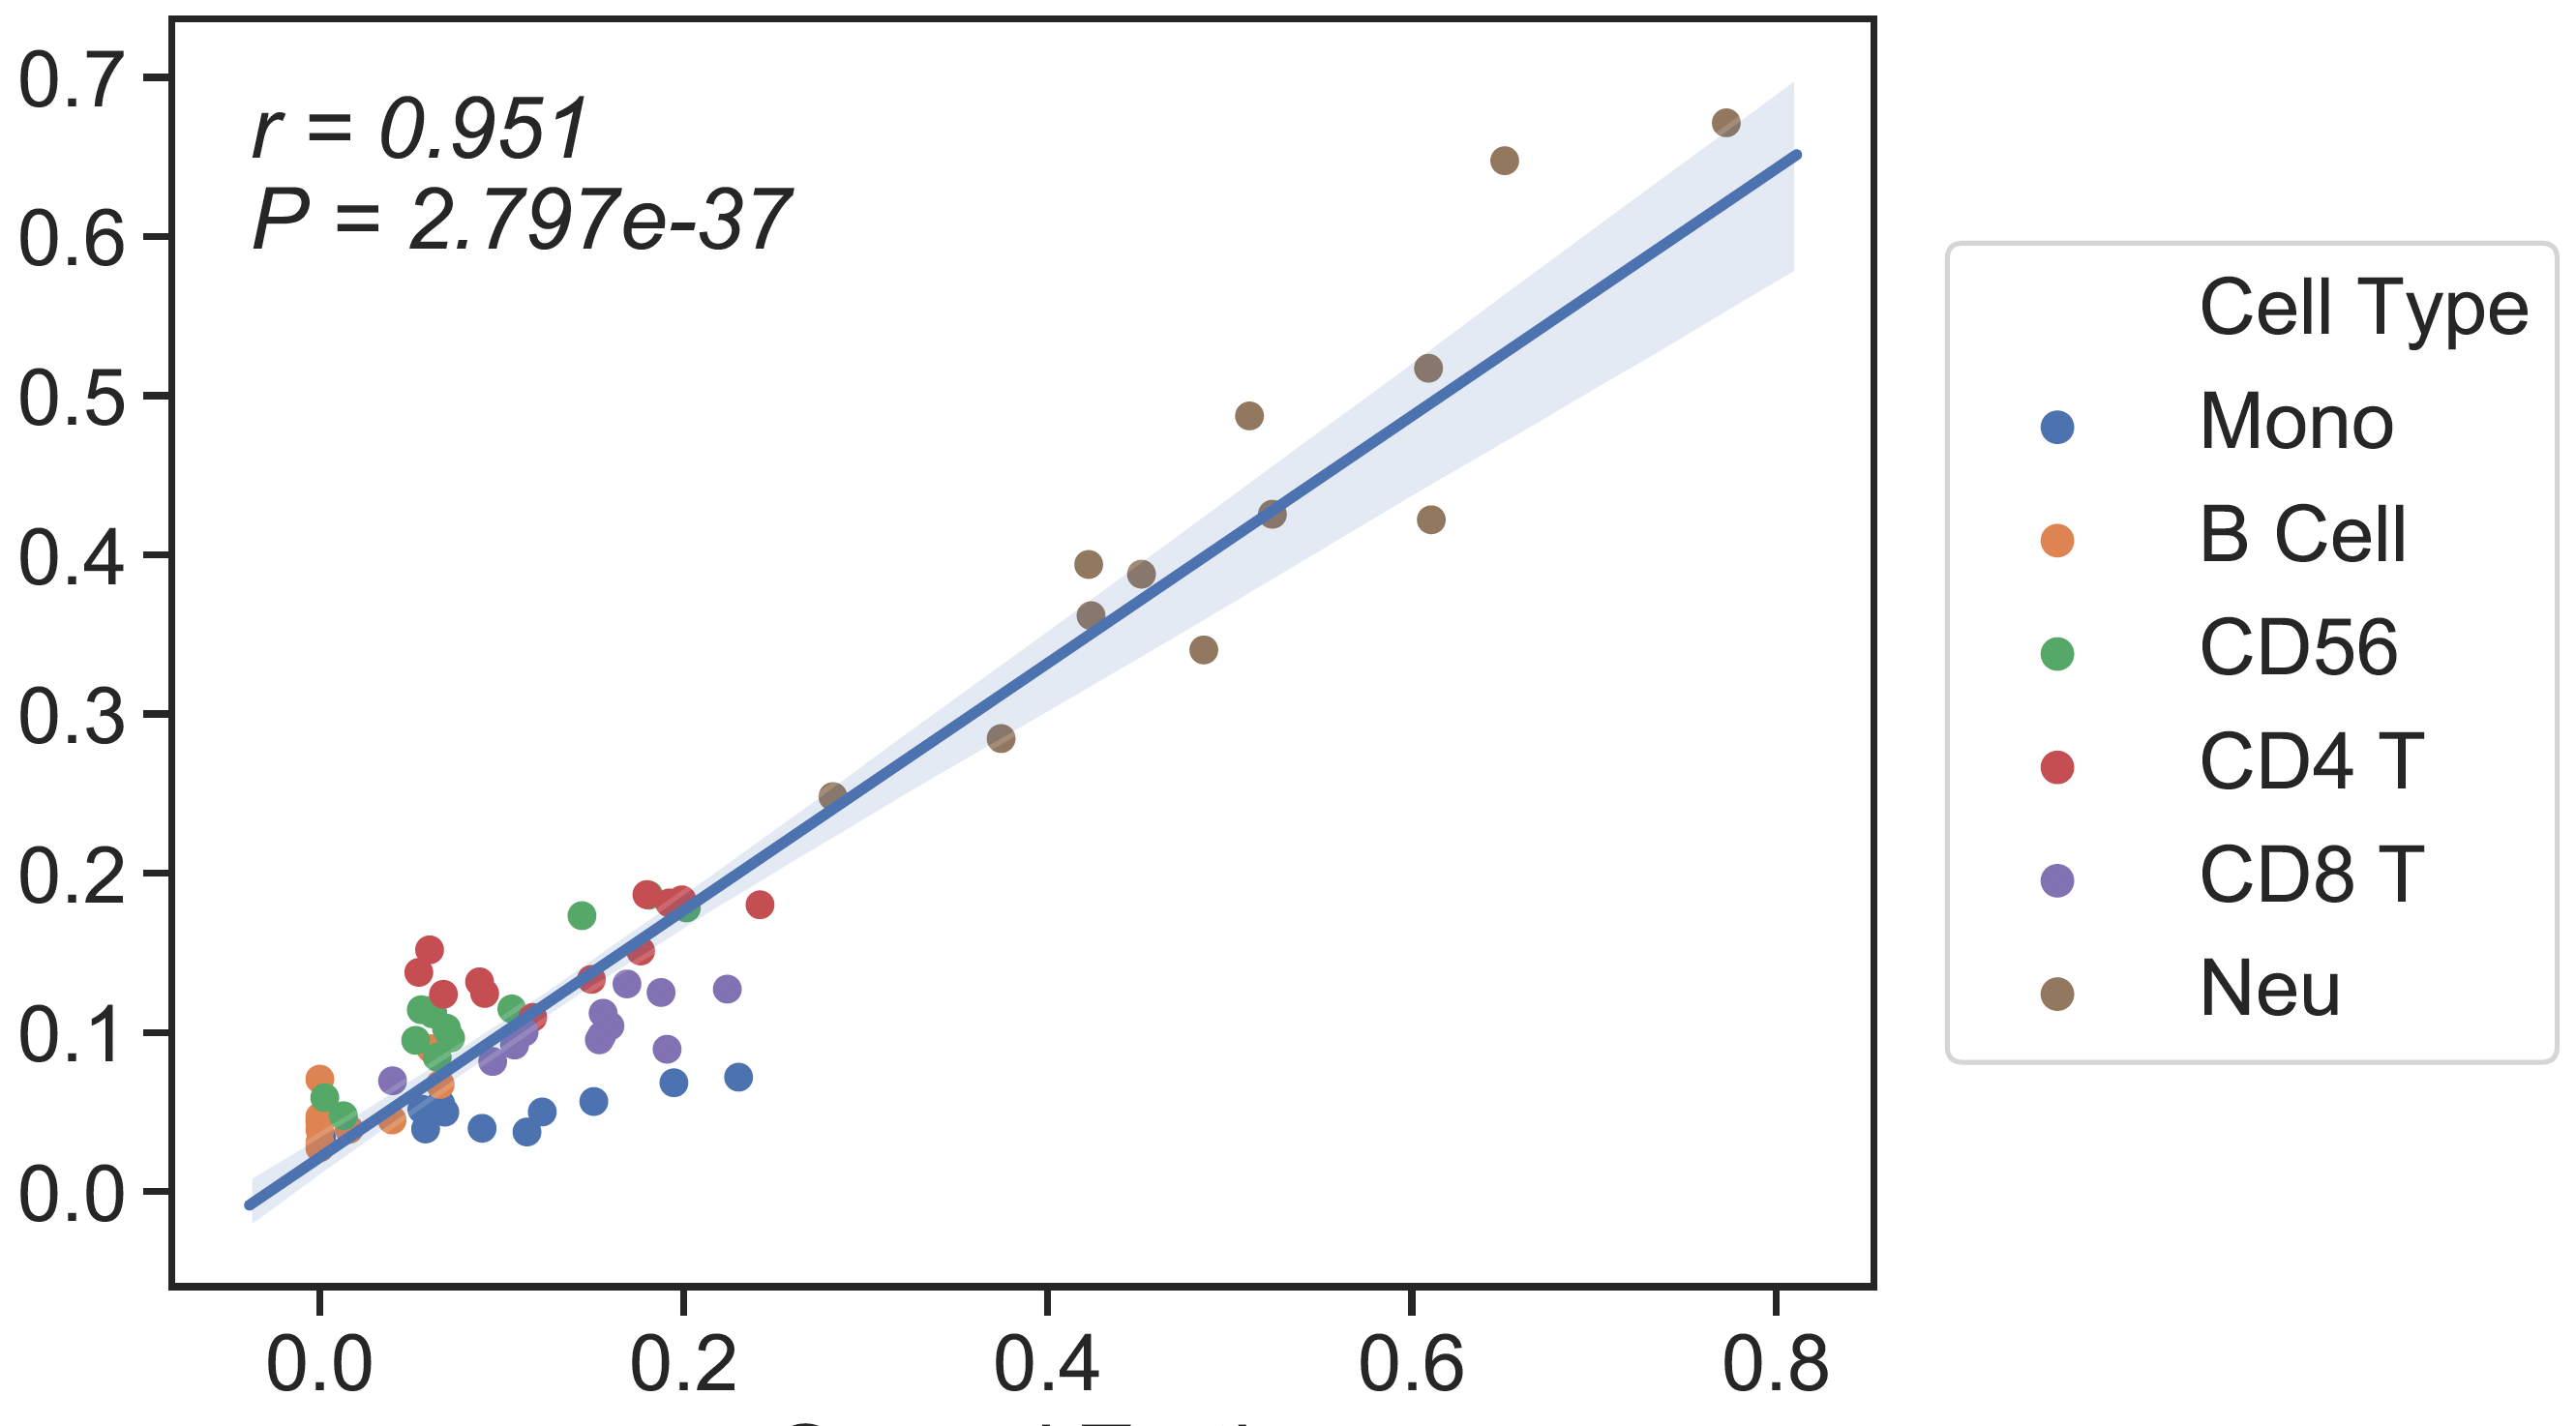 r = 0.951
P = 2.797e-37
0.7
0.6
0.5
0.4
0.3
0.2
0.1
0.0
0.0 0.2 0.4 0.6 0.8
Cell Type
Mono
B Cell
CD56
CD4 T
CD8 T
Neu